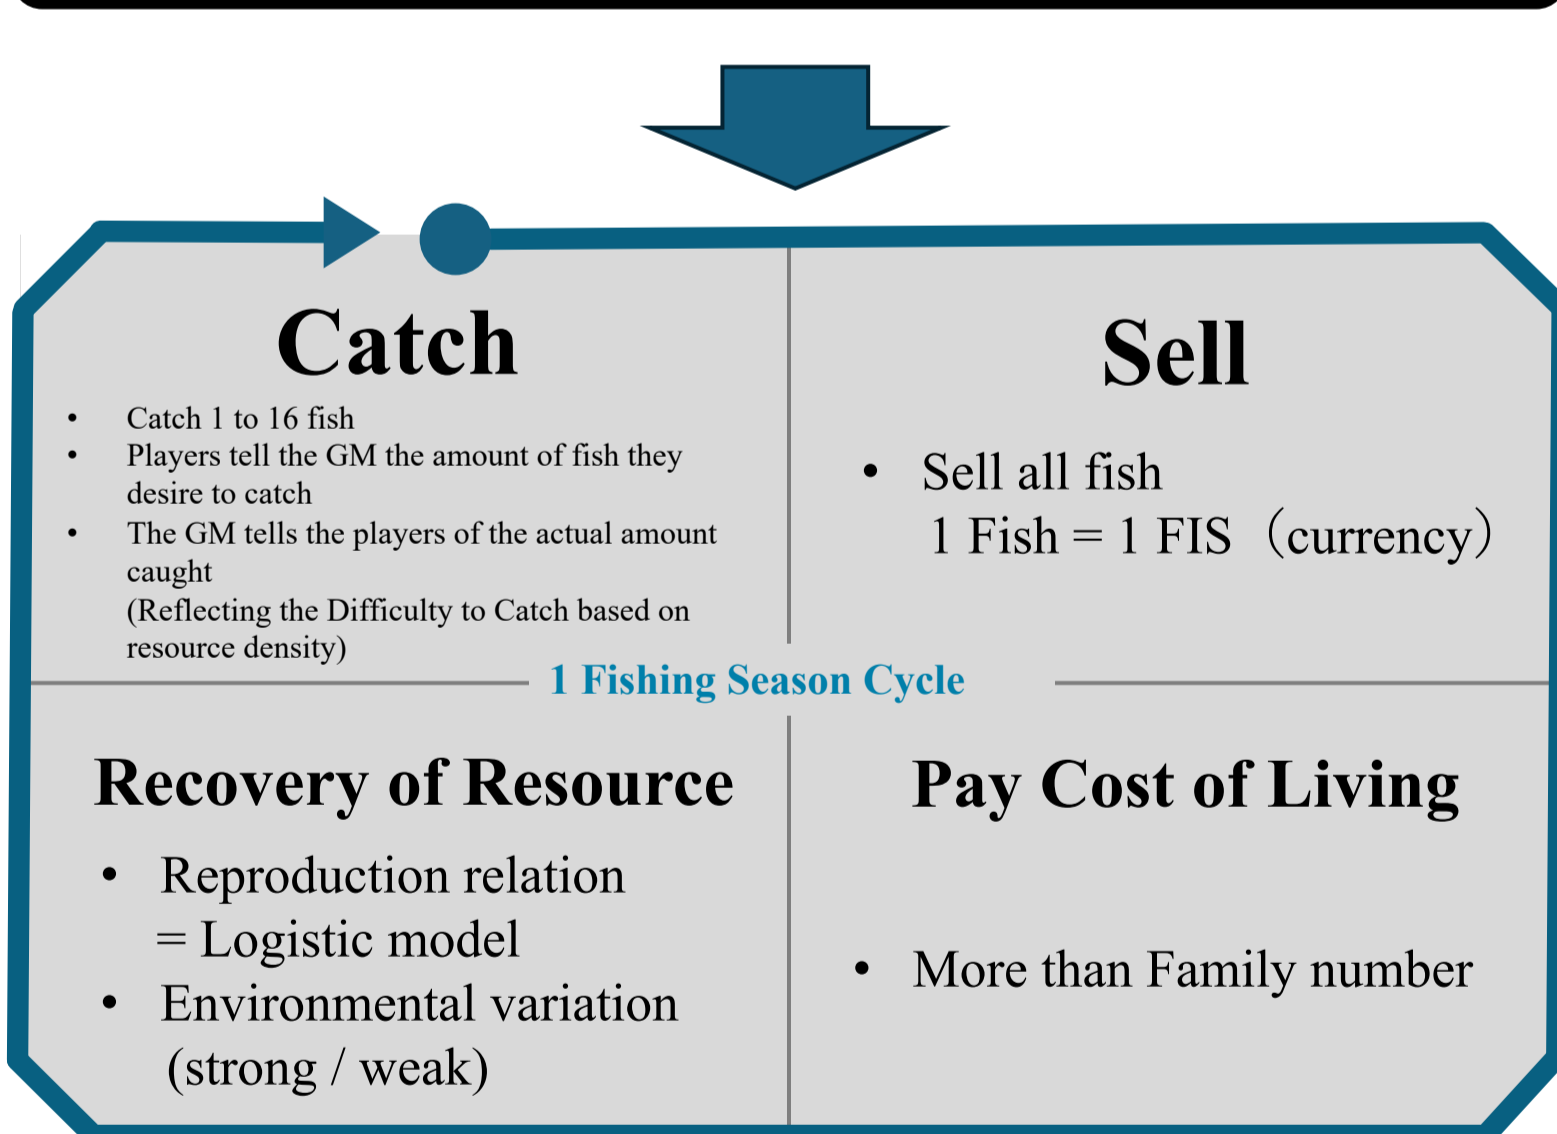 Catch
• Catch 1 to 16 fish
• Players tell the GM the amount of fish they
desire to catch
• The GM tells the players of the actual amount
caught
(Reflecting the Difficulty to Catch based on
resource density)
Sell
• Sell all fish
1 Fish = 1 FIS（currency）
1 Fishing Season Cycle
Recovery of Resource
• Reproduction relation
= Logistic model
• Environmental variation
(strong / weak)
Pay Cost of Living
• More than Family number